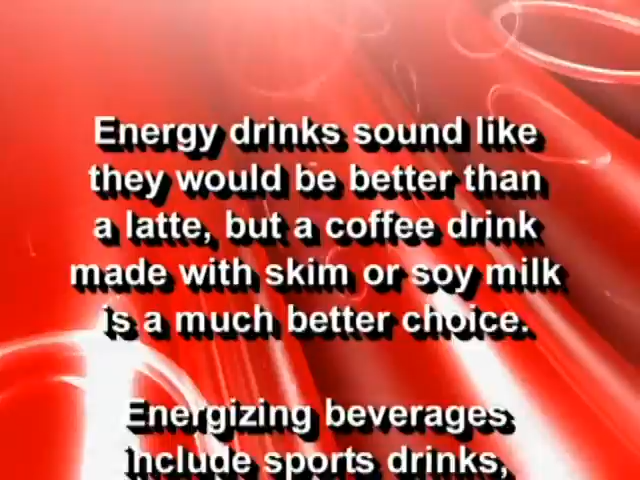 Energy drinks sound like
they would be better than
a latte, but a coffee drink
made with skim or soy milk
is a much better choice.
Energizing beverages
include sports drinks,